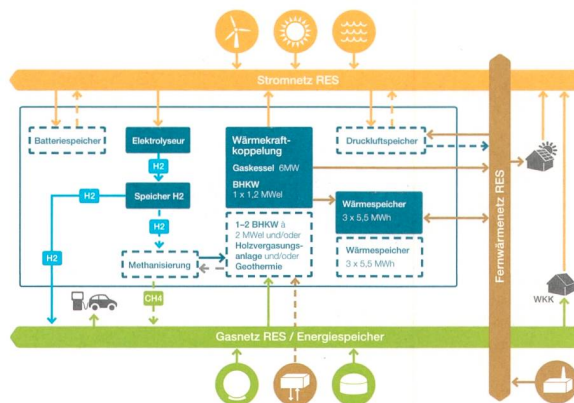 Stromnetz RES
Batteriespeicher
Elektrolyseur
Wärmekraft-
koppelung
Gaskessel 6MW
BHKW
1 x 1,2 MWel
Druckluftspeicher
H2
H2
Speicher H2
H2
H2
Wärmespeicher
3 x 5,5 MWh
1–2 BHKW à
2 MWel und/oder
Holzvergasungs-
anlage und/oder
Geothermie
Wärmespeicher
3 x 5,5 MWh
Methanisierung
CH4
WKK
Fernwärmenetz RES
Gasnetz RES / Energiespeicher